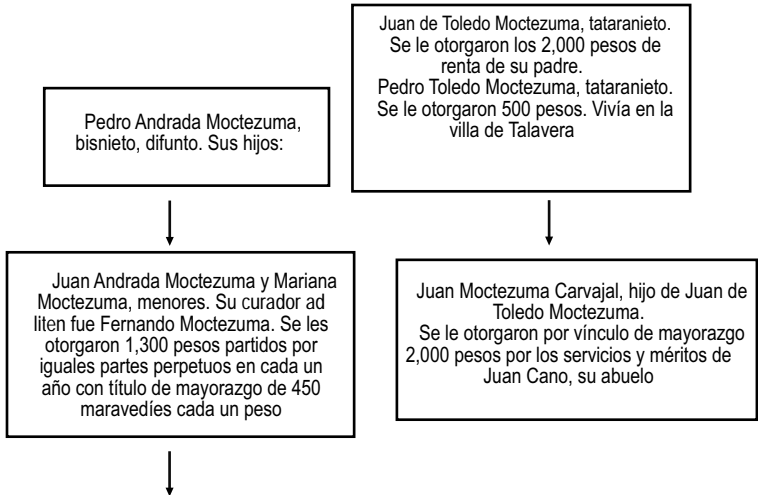 Pedro Andrada Moctezuma,
bisnieto, difunto. Sus hijos:
Juan de Toledo Moctezuma, tataranieto.
Se le otorgaron los 2,000 pesos de
renta de su padre.
Pedro Toledo Moctezuma, tataranieto.
Se le otorgaron 500 pesos. Vivía en la
villa de Talavera
Juan Andrada Moctezuma y Mariana
Moctezuma, menores. Su curador ad
liten fue Fernando Moctezuma. Se les
otorgaron 1,300 pesos partidos por
iguales partes perpetuos en cada un
año con título de mayorazgo de 450
maravedíes cada un peso
Juan Moctezuma Carvajal, hijo de Juan de
Toledo Moctezuma.
Se le otorgaron por vínculo de mayorazgo
2,000 pesos por los servicios y méritos de
Juan Cano, su abuelo